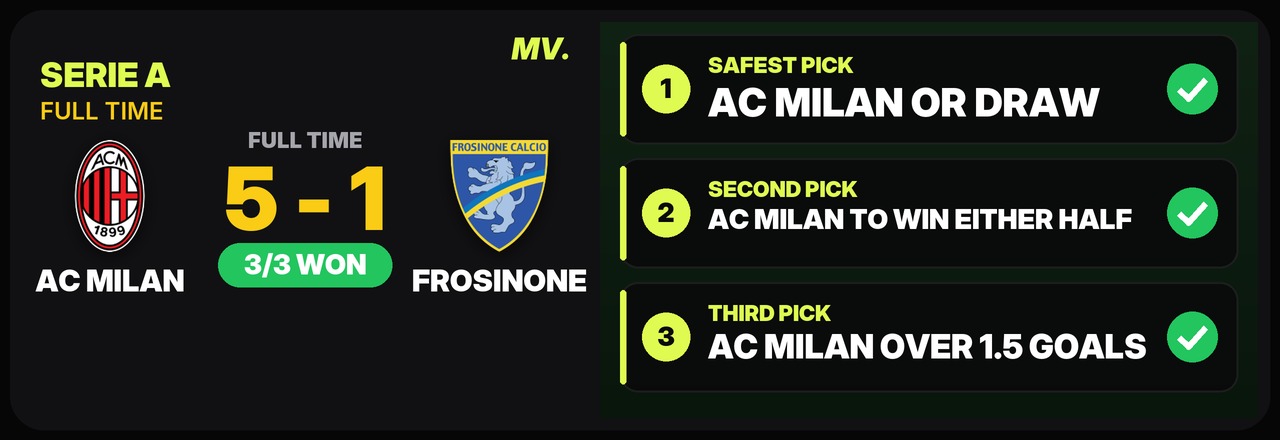 MV.
SERIE A
FULL TIME
FULL TIME
5 - 1
3/3 WON
ACM
1899
AC MILAN
FROSINONE CALCIO
FROSINONE
1
SAFEST PICK
AC MILAN OR DRAW
2
SECOND PICK
AC MILAN TO WIN EITHER HALF
3
THIRD PICK
AC MILAN OVER 1.5 GOALS